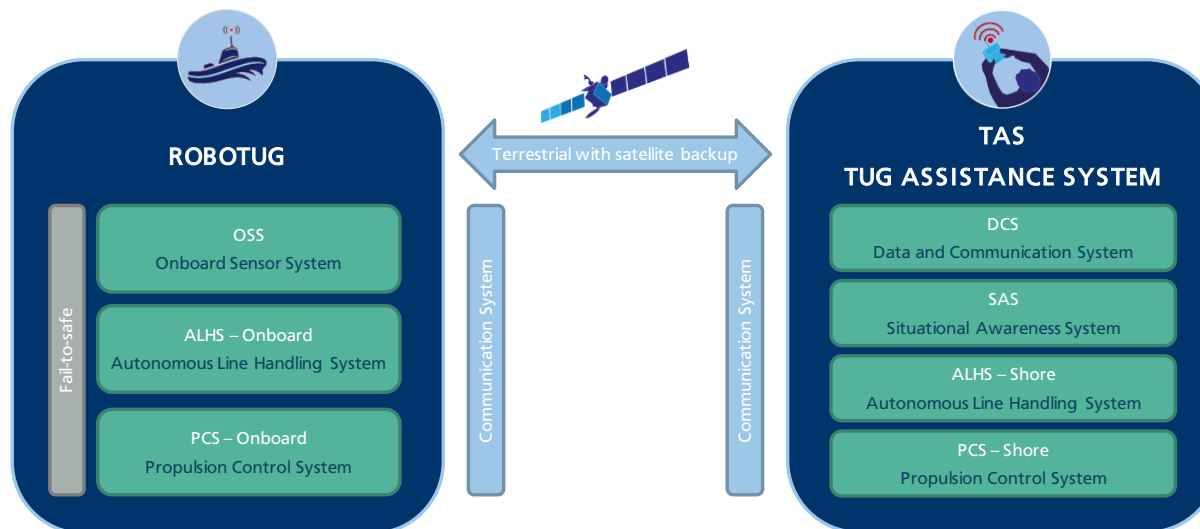 ROBOTUG
Fail-to-safe
OSS
Onboard Sensor System
ALHS – Onboard
Autonomous Line Handling System
PCS – Onboard
Propulsion Control System
Terrestrial with satellite backup
Communication System
Communication System
TAS
TUG ASSISTANCE SYSTEM
DCS
Data and Communication System
SAS
Situational Awareness System
ALHS – Shore
Autonomous Line Handling System
PCS – Shore
Propulsion Control System